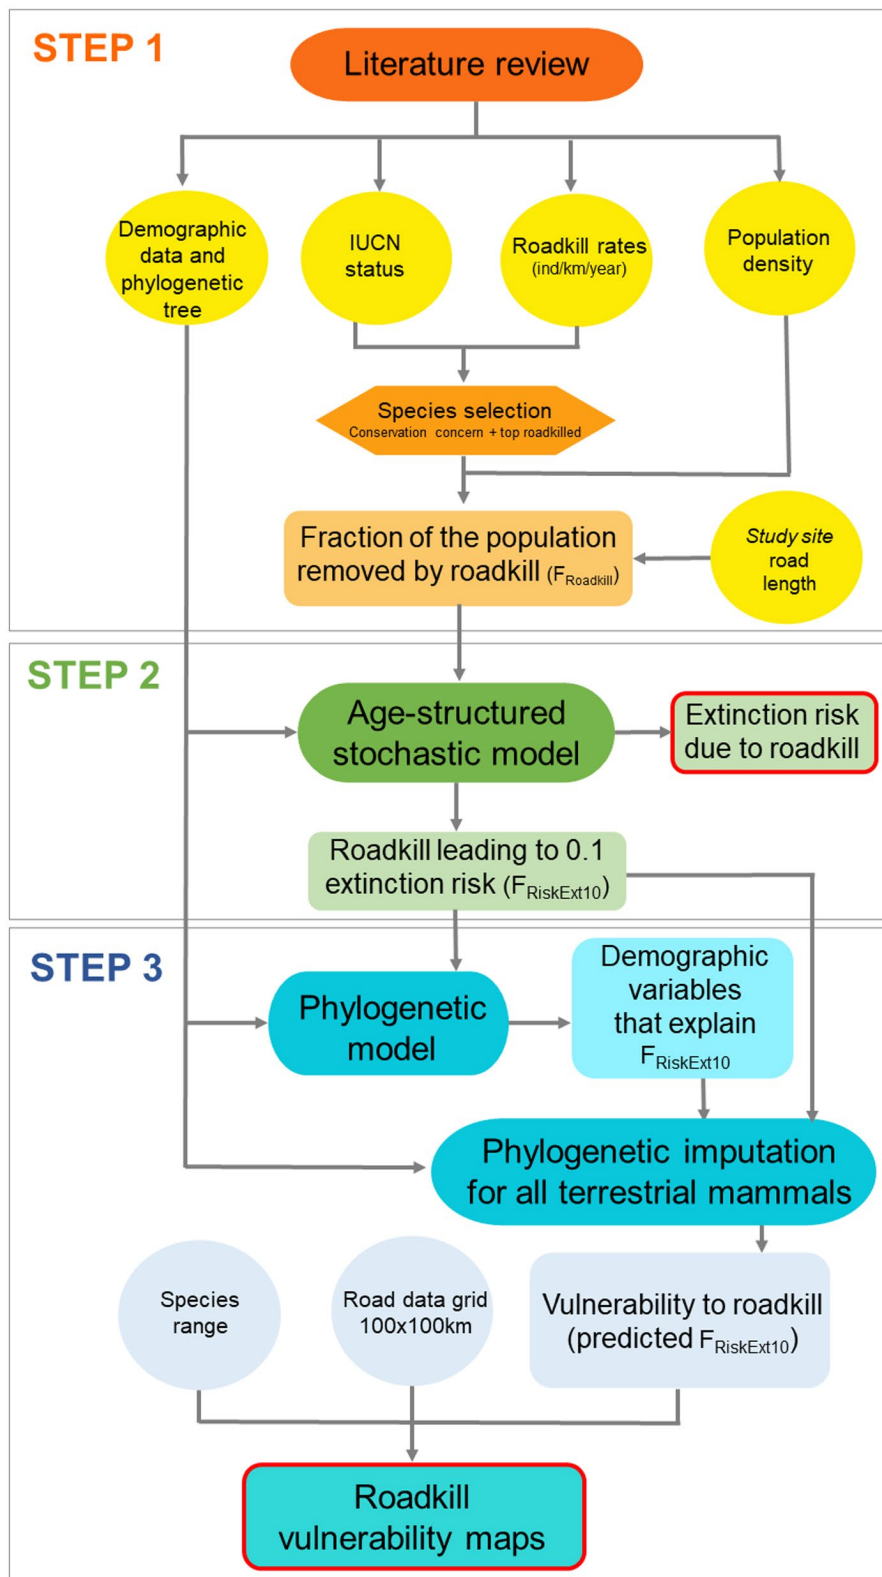 STEP 1
Literature review
Demographic
data and
phylogenetic
tree
IUCN
status
Roadkill rates
(ind/km/year)
Population
density
Species selection
Conservation concern + top roadkilled
Fraction of the population
removed by roadkill (F_Roadkill)
Study site
road
length
STEP 2
Age-structured
stochastic model
Extinction risk
due to roadkill
Roadkill leading to 0.1
extinction risk (F_RiskExt10)
STEP 3
Phylogenetic
model
Demographic
variables
that explain
F_RiskExt10
Phylogenetic imputation
for all terrestrial mammals
Species
range
Road data grid
100x100km
Vulnerability to roadkill
(predicted F_RiskExt10)
Roadkill
vulnerability maps